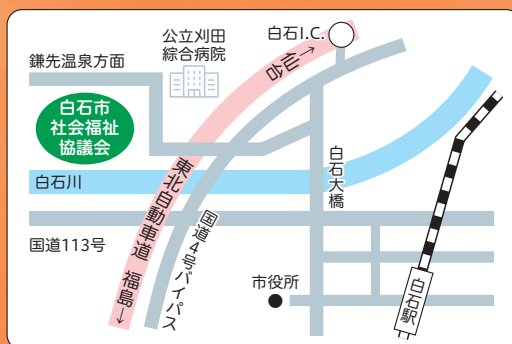 公立刈田
綜合病院
白石I.C.
仙台→
鎌先温泉方面
白石市
社会福祉
協議会
白石川
白石大橋
東北自動車道 福島→
国道4号バイパス
国道113号
市役所
白石駅